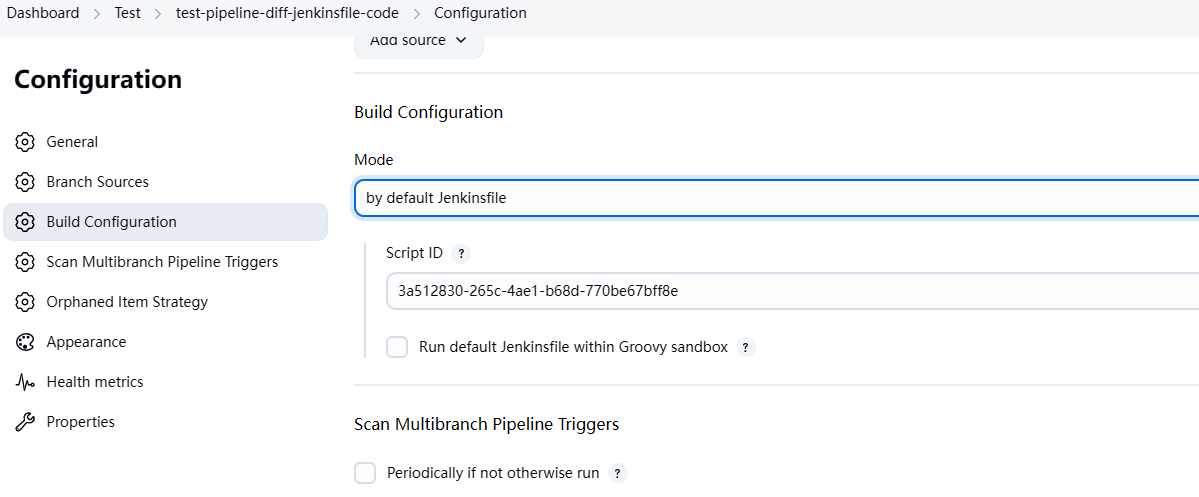 Dashboard > Test > test-pipeline-diff-jenkinsfile-code > Configuration
Add source
Configuration
General
Branch Sources
Build Configuration
Scan Multibranch Pipeline Triggers
Orphaned Item Strategy
Appearance
Health metrics
Properties
Build Configuration
Mode
by default Jenkinsfile
Script ID ?
3a512830-265c-4ae1-b68d-770be67bff8e
Run default Jenkinsfile within Groovy sandbox ?
Scan Multibranch Pipeline Triggers
Periodically if not otherwise run ?